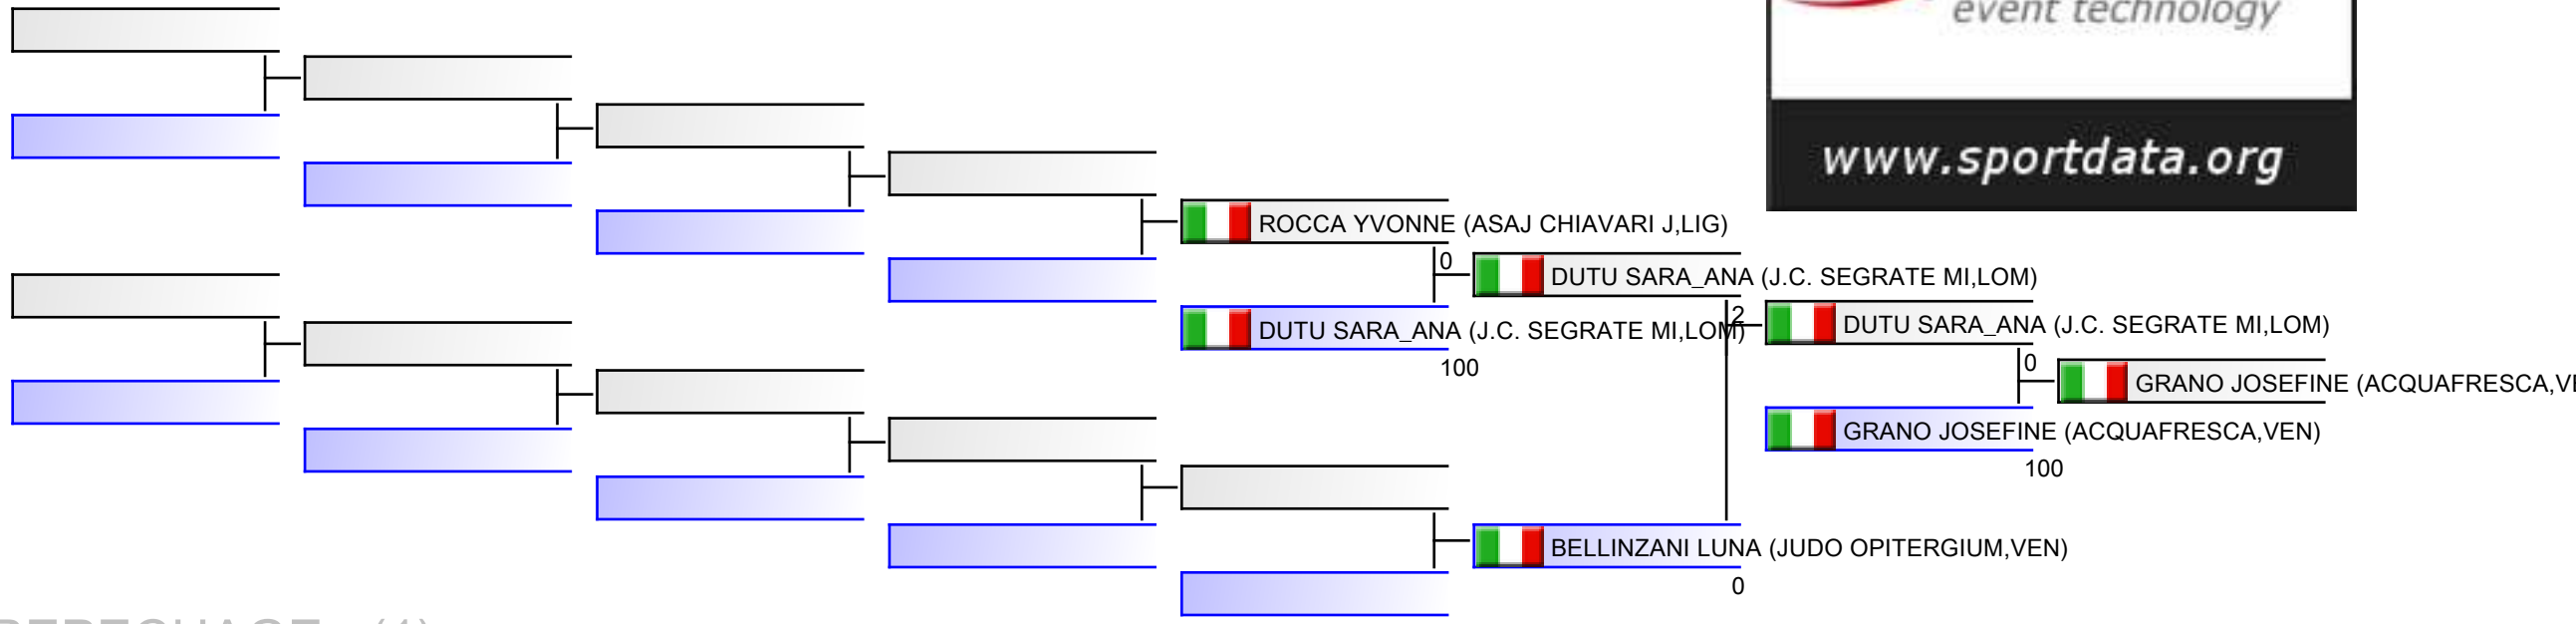 event technology
www.sportdata.org
ROCCA YVONNE (ASAJ CHIAVARI J,LIG)
0
DUTU SARA_ANA (J.C. SEGRATE MI,LOM)
DUTU SARA_ANA (J.C. SEGRATE MI,LOM)
100
2
DUTU SARA_ANA (J.C. SEGRATE MI,LOM)
0
GRANO JOSEFINE (ACQUAFRESCA,VE
GRANO JOSEFINE (ACQUAFRESCA,VEN)
100
BELLINZANI LUNA (JUDO OPITERGIUM,VEN)
0